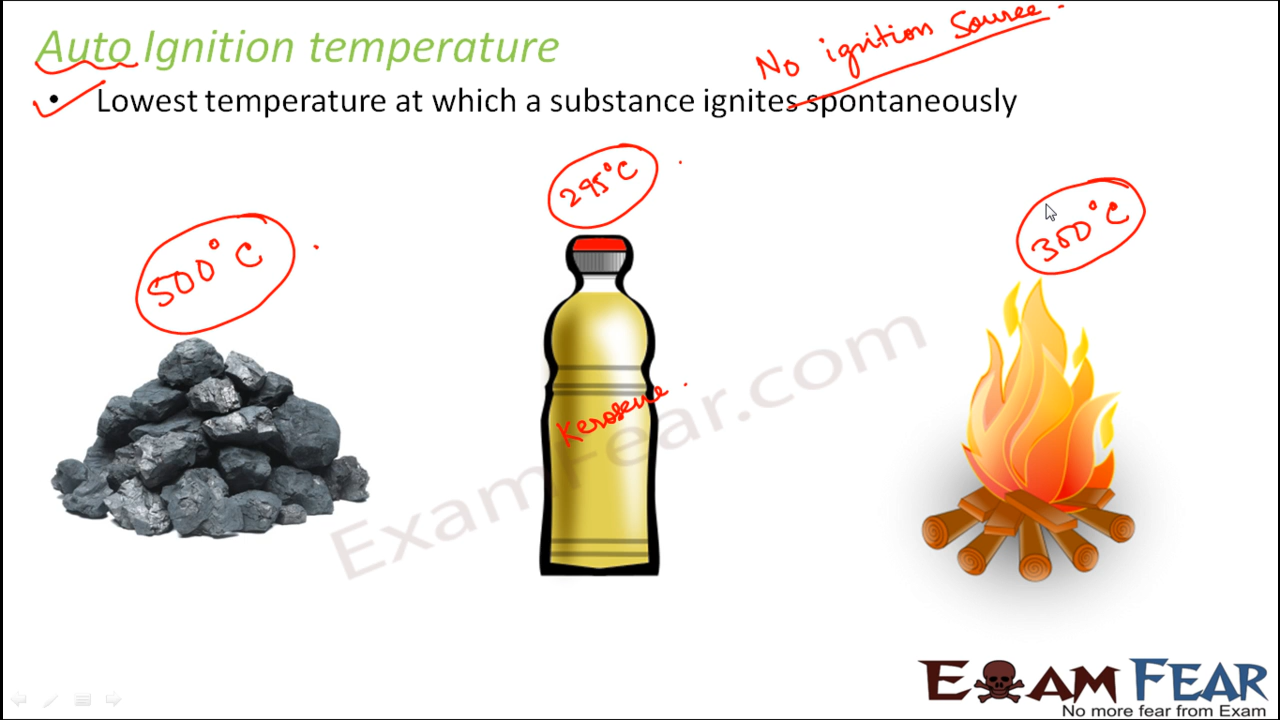 Auto Ignition temperature
No ignition Source.
• Lowest temperature at which a substance ignites spontaneously
295°C
500°C
300°C
Kerosene.
ExamFear.com
EXAM FEAR
No more fear from Exam